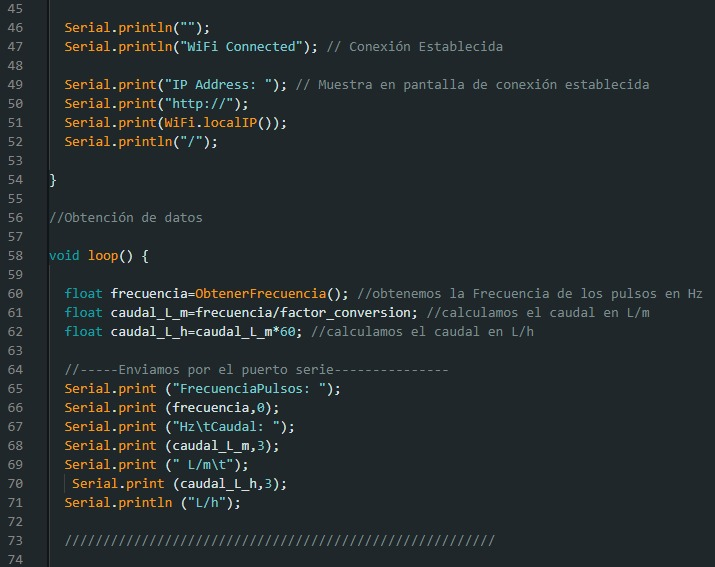 45
46 Serial.println("");
47 Serial.println("WiFi Connected"); // Conexión Establecida
48
49 Serial.print("IP Address: "); // Muestra en pantalla de conexión establecida
50 Serial.print("http://");
51 Serial.print(WiFi.localIP());
52 Serial.println("/");
53
54 }
55
56 //Obtención de datos
57
58 void loop() {
59
60 float frecuencia=ObtenerFrecuencia(); //obtenemos la Frecuencia de los pulsos en Hz
61 float caudal_L_m=frecuencia/factor_conversion; //calculamos el caudal en L/m
62 float caudal_L_h=caudal_L_m*60; //calculamos el caudal en L/h
63
64 //-----Enviamos por el puerto serie---------------
65 Serial.print ("FrecuenciaPulsos: ");
66 Serial.print (frecuencia,0);
67 Serial.print ("Hz\tCaudal: ");
68 Serial.print (caudal_L_m,3);
69 Serial.print (" L/m\t");
70 Serial.print (caudal_L_h,3);
71 Serial.println ("L/h");
72
73 ////////////////////////////////////////////////////////
74